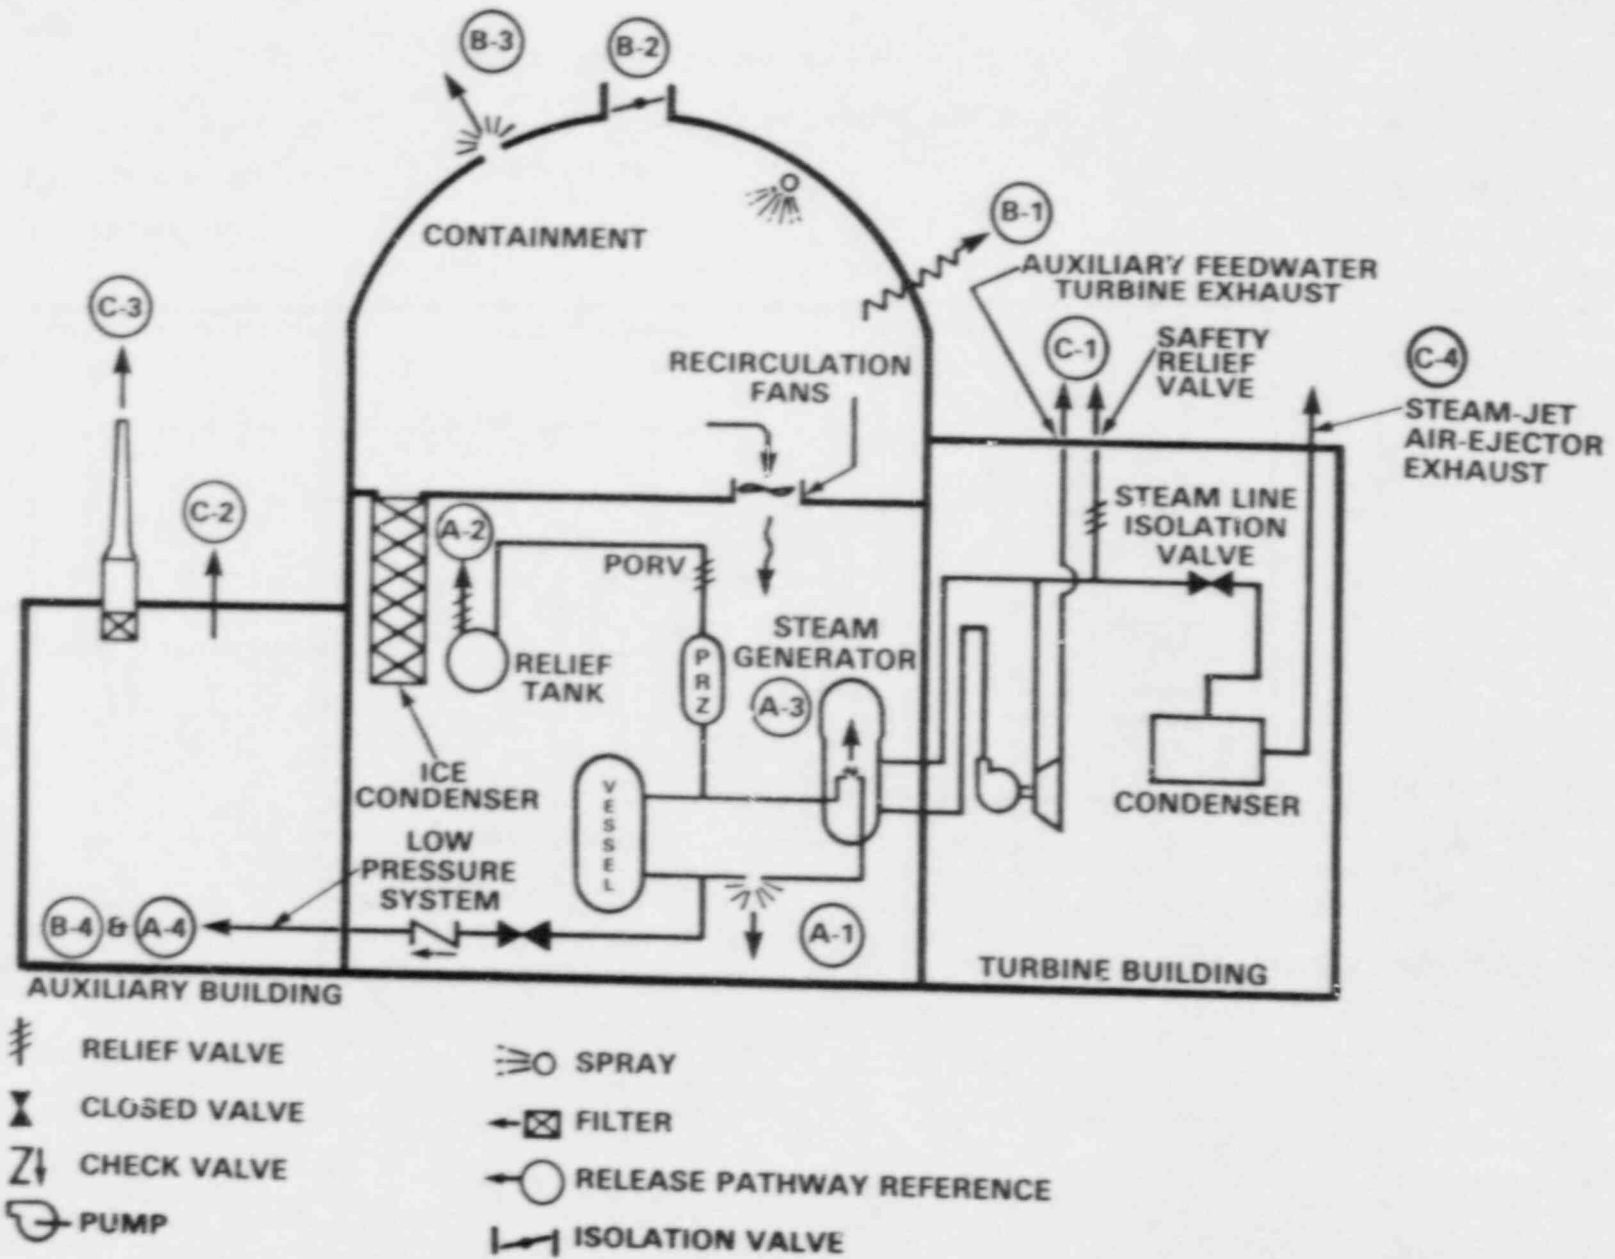 B-3
B-2
CONTAINMENT
B-1
AUXILIARY FEEDWATER
TURBINE EXHAUST
C-3
C-1
SAFETY
RELIEF
VALVE
C-4
STEAM-JET
AIR-EJECTOR
EXHAUST
RECIRCULATION
FANS
C-2
A-2
PORV
STEAM LINE
ISOLATION
VALVE
RELIEF
TANK
PRZ
STEAM
GENERATOR
A-3
ICE
CONDENSER
VESSEL
CONDENSER
LOW
PRESSURE
SYSTEM
B-4 & A-4
A-1
AUXILIARY BUILDING
TURBINE BUILDING
RELIEF VALVE
CLOSED VALVE
CHECK VALVE
PUMP
SPRAY
FILTER
RELEASE PATHWAY REFERENCE
ISOLATION VALVE